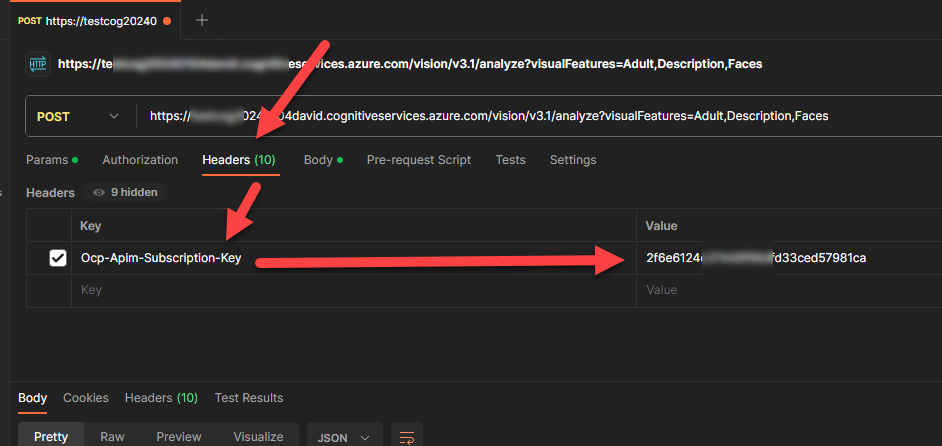 POST https://testcog20240
HTTP
https://te eservices.azure.com/vision/v3.1/analyze?visualFeatures=Adult,Description,Faces
POST https:// 04david.cognitiveservices.azure.com/vision/v3.1/analyze?visualFeatures=Adult,Description,Faces
Params Authorization Headers (10) Body Pre-request Script Tests Settings
Headers 9 hidden
Key Value
Ocp-Apim-Subscription-Key 2f6e6124 fd33ced57981ca
Key Value
Body Cookies Headers (10) Test Results
Pretty Raw Preview Visualize JSON